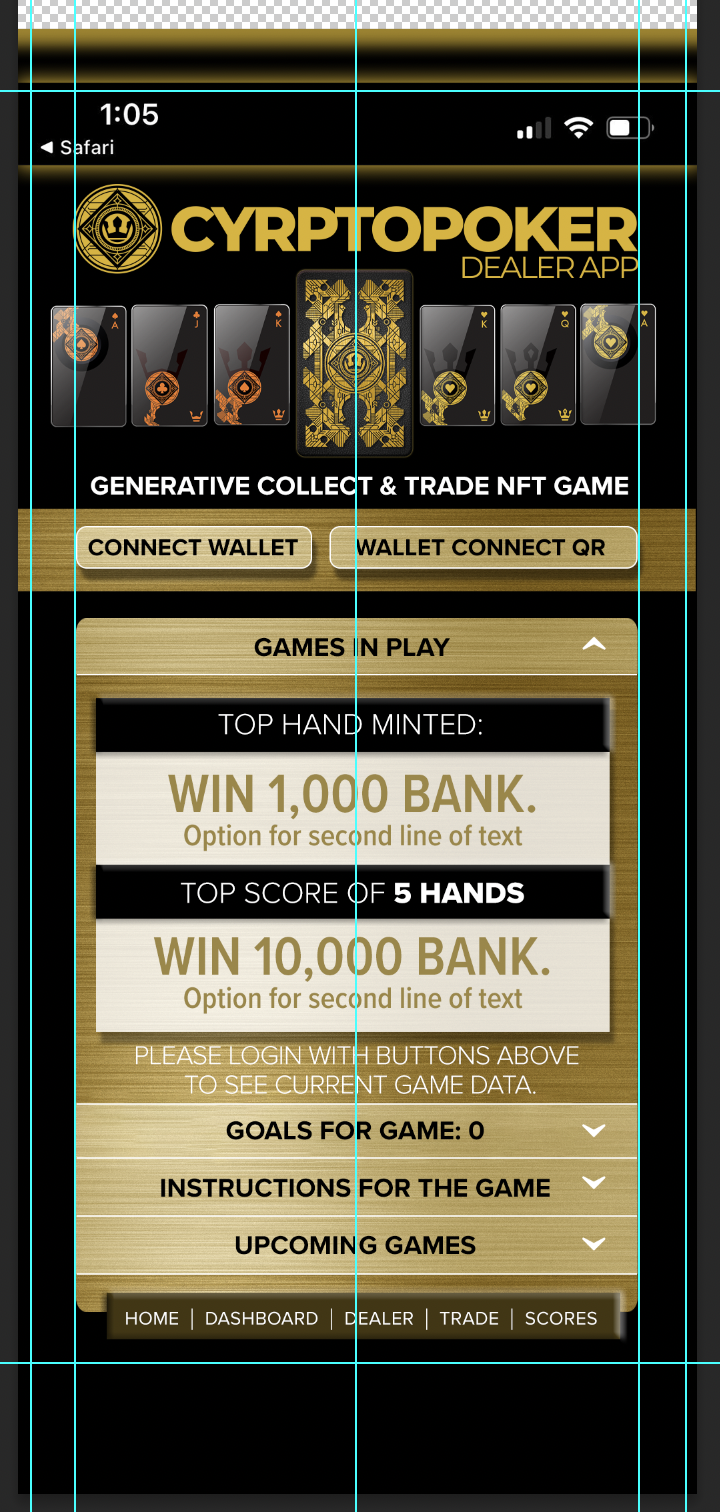 1:05
◀ Safari
CYRPTOPOKER
DEALER APP
A J K K Q A
GENERATIVE COLLECT & TRADE NFT GAME
CONNECT WALLET WALLET CONNECT QR
GAMES IN PLAY
TOP HAND MINTED:
WIN 1,000 BANK.
Option for second line of text
TOP SCORE OF 5 HANDS
WIN 10,000 BANK.
Option for second line of text
PLEASE LOGIN WITH BUTTONS ABOVE
TO SEE CURRENT GAME DATA.
GOALS FOR GAME: 0
INSTRUCTIONS FOR THE GAME
UPCOMING GAMES
HOME | DASHBOARD | DEALER | TRADE | SCORES